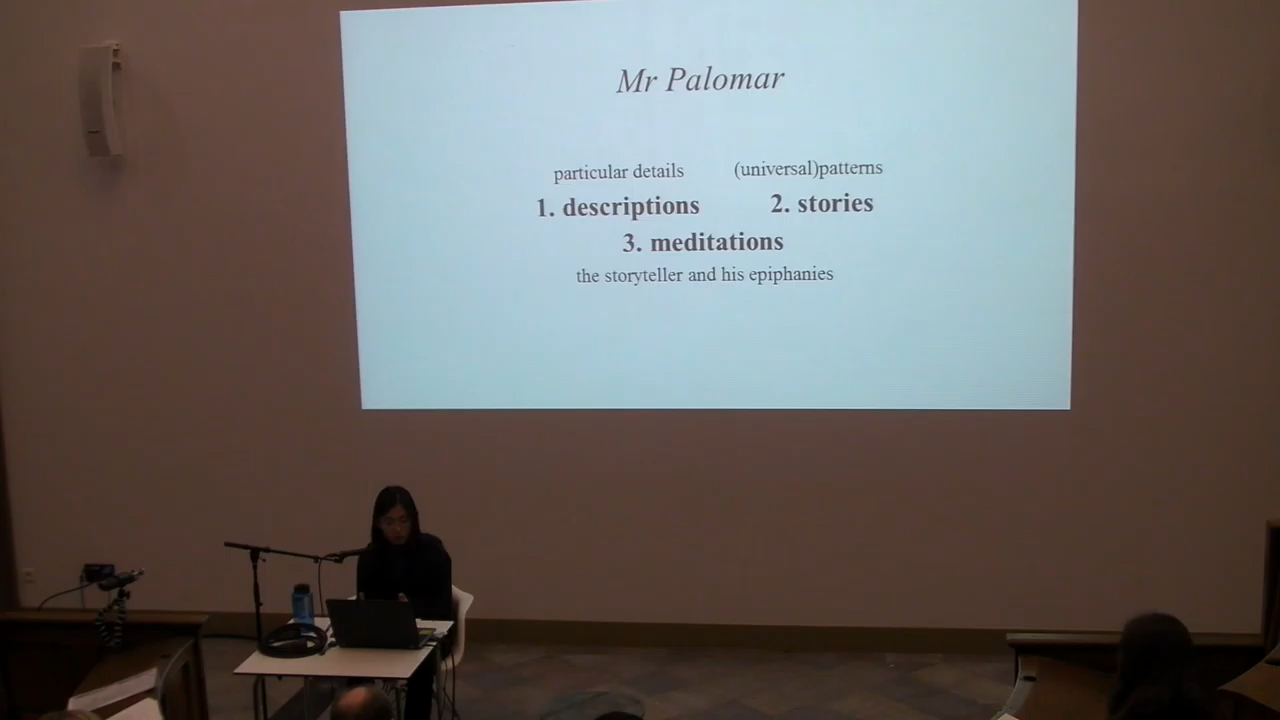 Mr Palomar
particular details (universal)patterns
1. descriptions 2. stories
3. meditations
the storyteller and his epiphanies